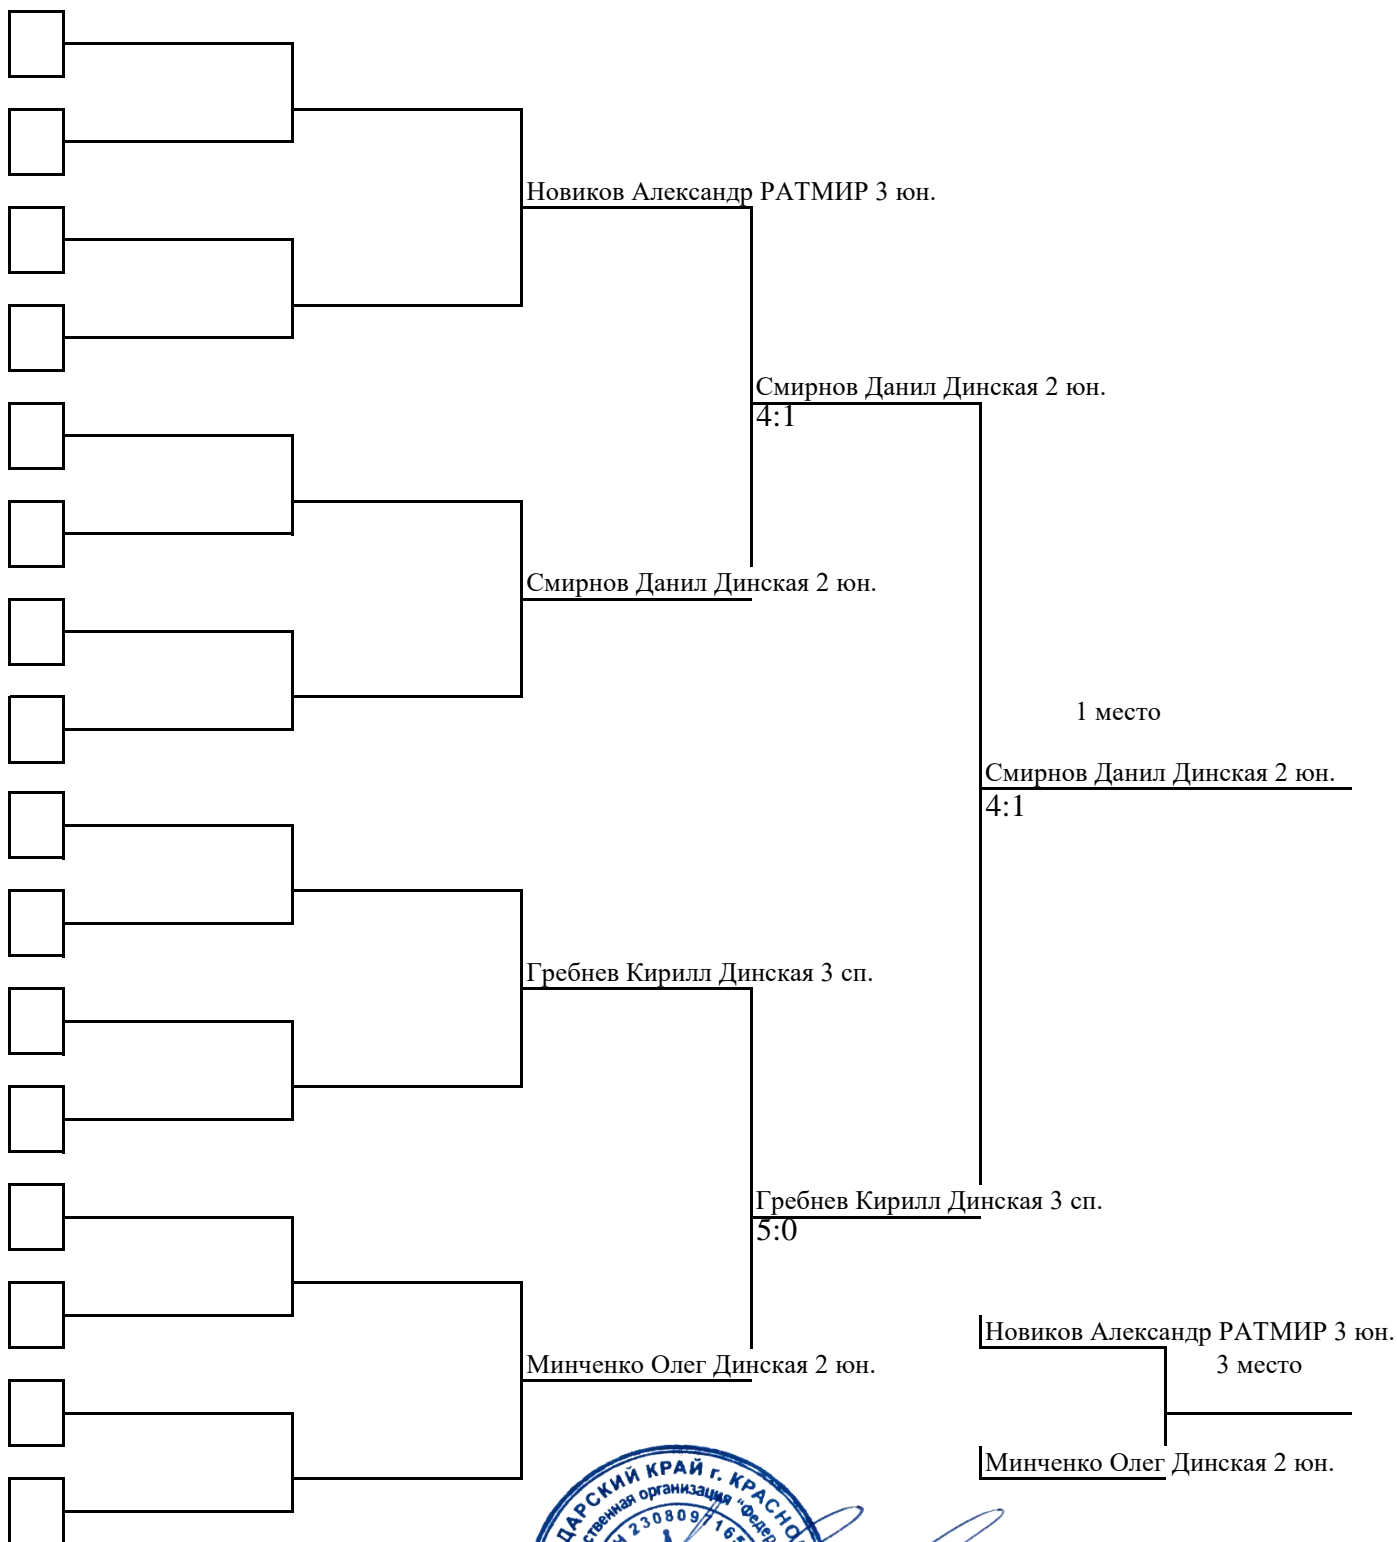 Новиков Александр РАТМИР 3 юн.
Смирнов Данил Динская 2 юн.
4:1
Смирнов Данил Динская 2 юн.
1 место
Смирнов Данил Динская 2 юн.
4:1
Гребнев Кирилл Динская 3 сп.
Гребнев Кирилл Динская 3 сп.
5:0
Новиков Александр РАТМИР 3 юн.
Минченко Олег Динская 2 юн.
3 место
Минченко Олег Динская 2 юн.
ДАРСКИЙ КРАЙ г. КРАСНО
ственная организация "Федер